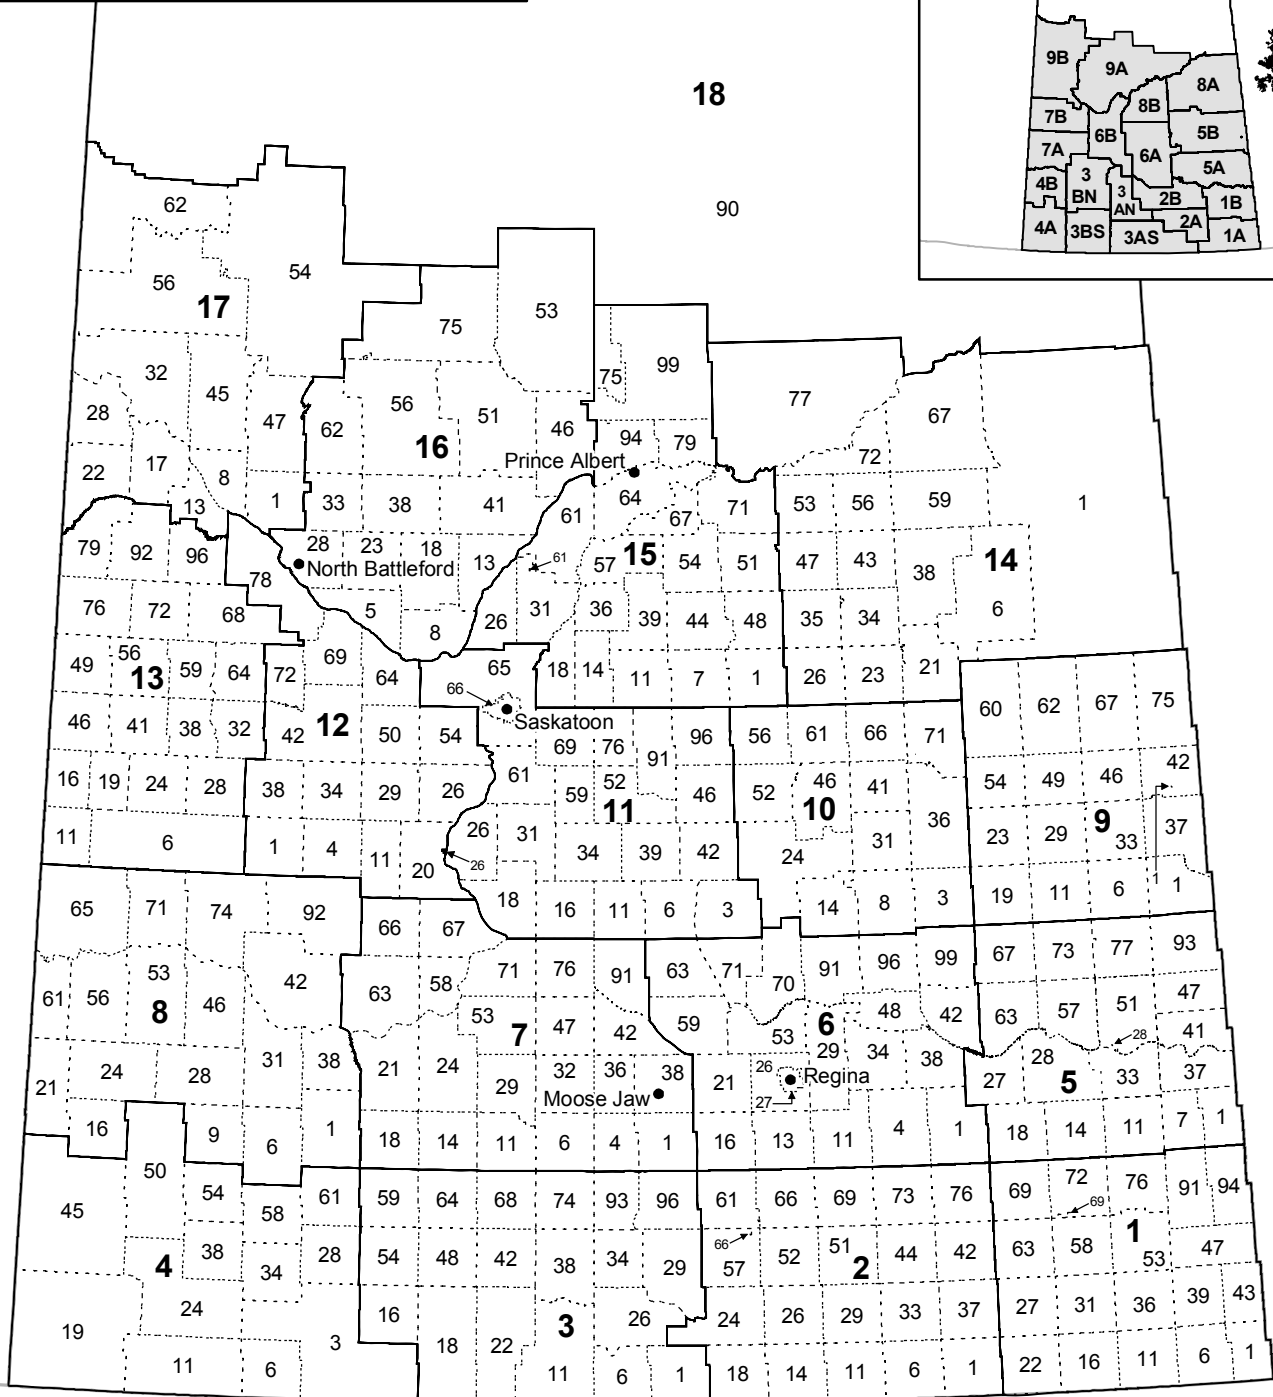 18
90
9B 9A 8A
8B
7B 6B 5B
7A 6A 5A
4B 3 BN 3 AN 2B 1B
4A 3BS 3AS 2A 1A
62
54
56
17
53
75
99
75
77
67
32
45
28
47
62
56
51
46
16
94 79
72
22 17 8
Prince Albert
13 1 33 38 41 61 64 67 71 53 56 59 1
79 92 96 28 23 18 13 61 57 15 54 51 47 43 38 14
78 North Battleford
76 72 68 5 8 26 31 36 39 44 48 35 34 6
49 56 13 59 64 72 69 64 65 18 14 11 7 1 26 23 21
66
Saskatoon
46 41 38 32 42 12 50 54 69 76 91 96 56 61 66 71 60 62 67 75
16 19 24 28 38 34 29 26 61 59 52 11 46 52 46 10 41 36 54 49 46 42
11 6 1 4 11 20 26 26 31 34 39 42 24 31 23 29 9 33 37
18 16 11 6 3 14 8 3 19 11 6 1
65 71 74 92 66 67
61 56 53 8 46 42 63 58 71 76 91 63 71 70 91 96 99 67 73 77 93
53 7 47 42 59 53 6 29 48 42 63 57 51 47
28 41
21 24 28 31 38 21 24 29 32 36 38 21 26 Regina 34 38 27 28 5 33 37
Moose Jaw
27
16 9 6 1 18 14 11 6 4 1 16 13 11 4 1 18 14 11 7 1
45 50 54 58 61 59 64 68 74 93 96 61 66 69 73 76 69 72 76 91 94
69
66
4 38 34 28 54 48 42 38 34 29 57 52 51 2 44 42 63 58 1 53 47
19 24 3 16 18 22 3 26 24 26 29 33 37 27 31 36 39 43
11 6 11 6 1 18 14 11 6 1 22 16 11 6 1